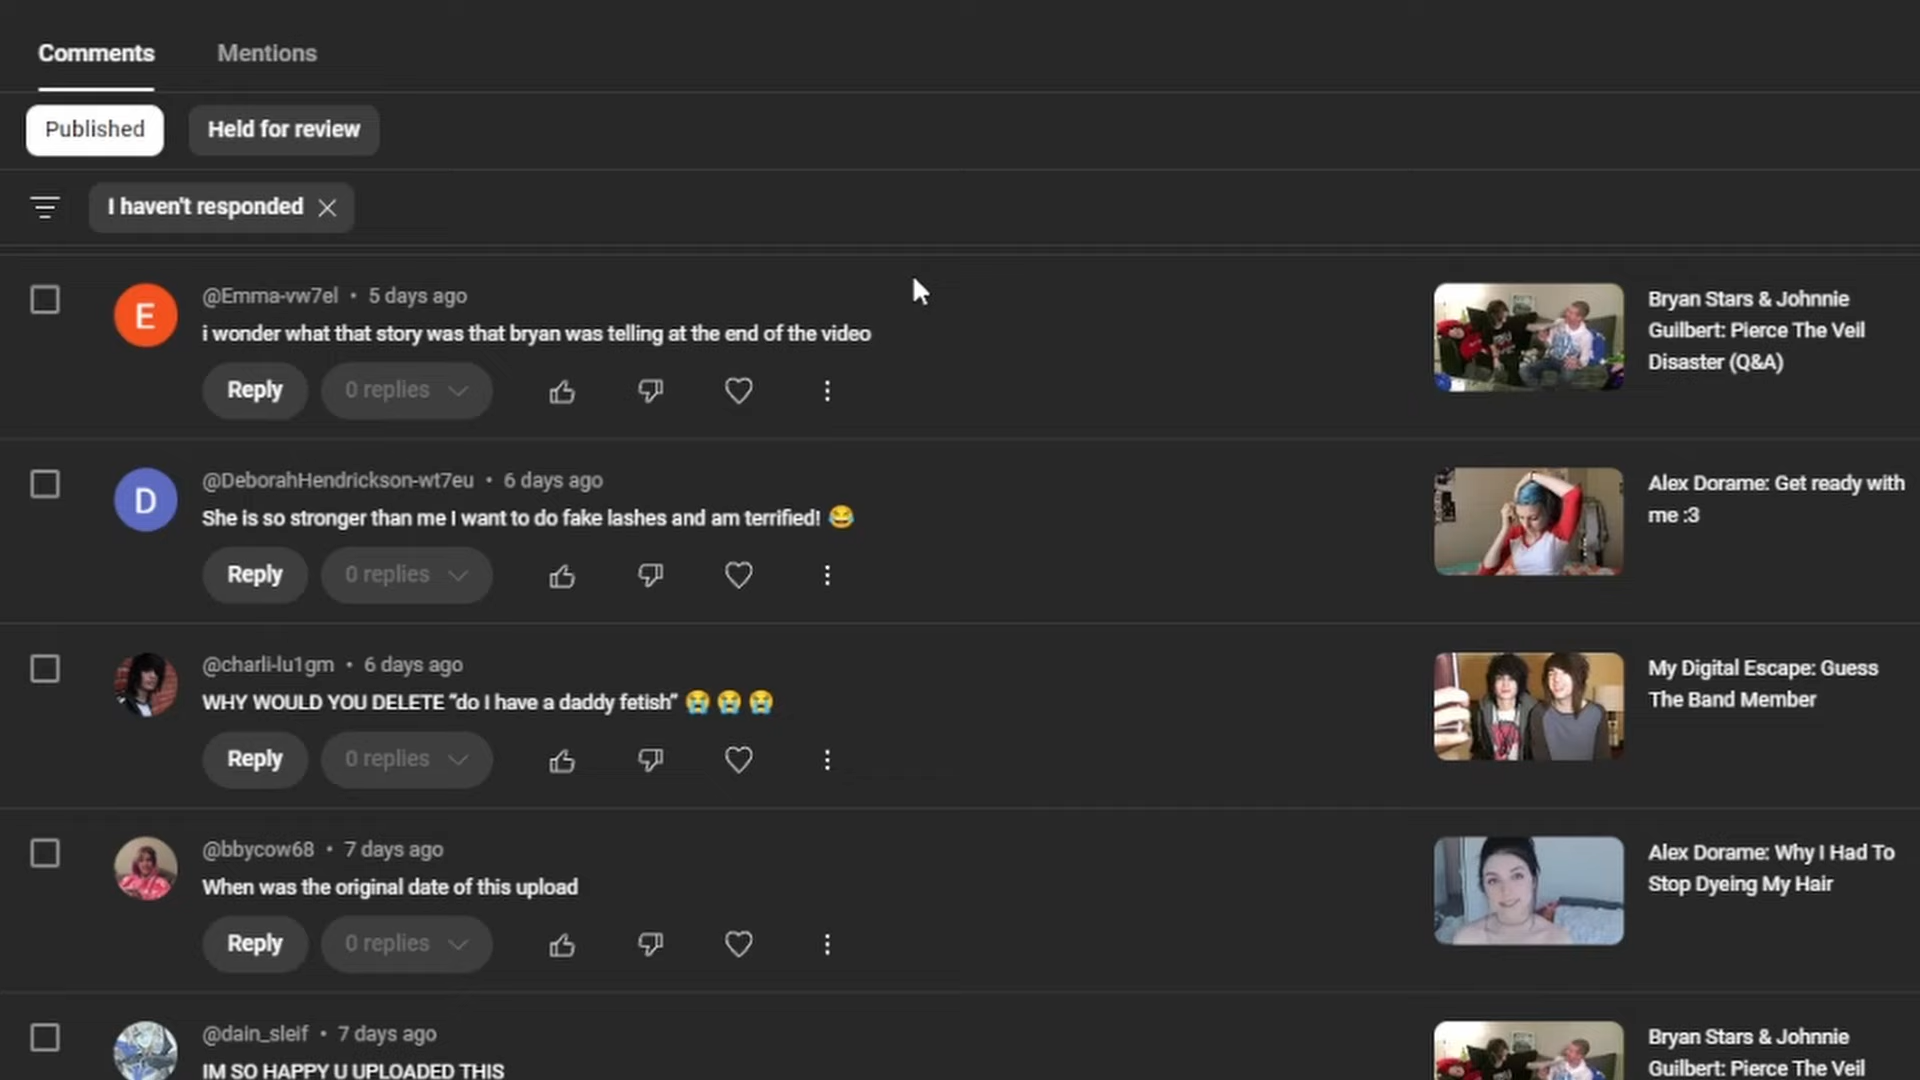 Comments
Mentions
Published
Held for review
I haven't responded
E
@Emma-vw7el • 5 days ago
i wonder what that story was that bryan was telling at the end of the video
Reply
0 replies
Bryan Stars & Johnnie
Guilbert: Pierce The Veil
Disaster (Q&A)
D
@DeborahHendrickson-wt7eu • 6 days ago
She is so stronger than me I want to do fake lashes and am terrified! 😂
Reply
0 replies
Alex Dorame: Get ready with
me :3
@charli-lu1gm • 6 days ago
WHY WOULD YOU DELETE “do I have a daddy fetish” 😭😭😭
Reply
0 replies
My Digital Escape: Guess
The Band Member
@bbycow68 • 7 days ago
When was the original date of this upload
Reply
0 replies
Alex Dorame: Why I Had To
Stop Dyeing My Hair
@dain_sleif • 7 days ago
IM SO HAPPY U UPLOADED THIS
Bryan Stars & Johnnie
Guilbert: Pierce The Veil